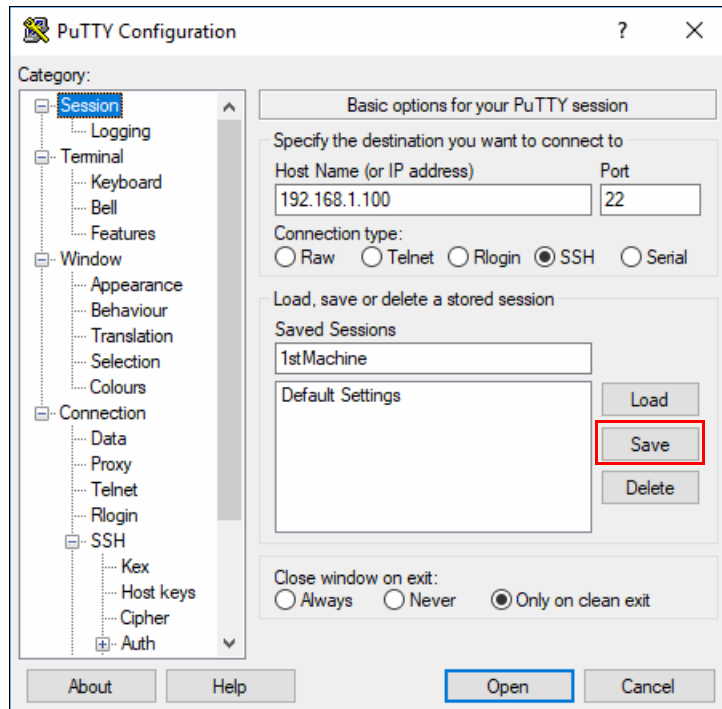 PuTTY Configuration
?
Category:
Session
Logging
Terminal
Keyboard
Bell
Features
Window
Appearance
Behaviour
Translation
Selection
Colours
Connection
Data
Proxy
Telnet
Rlogin
SSH
Kex
Host keys
Cipher
Auth
Basic options for your PuTTY session
Specify the destination you want to connect to
Host Name (or IP address) Port
192.168.1.100 22
Connection type:
Raw Telnet Rlogin SSH Serial
Load, save or delete a stored session
Saved Sessions
1stMachine
Default Settings
Load
Save
Delete
Close window on exit:
Always Never Only on clean exit
About Help Open Cancel